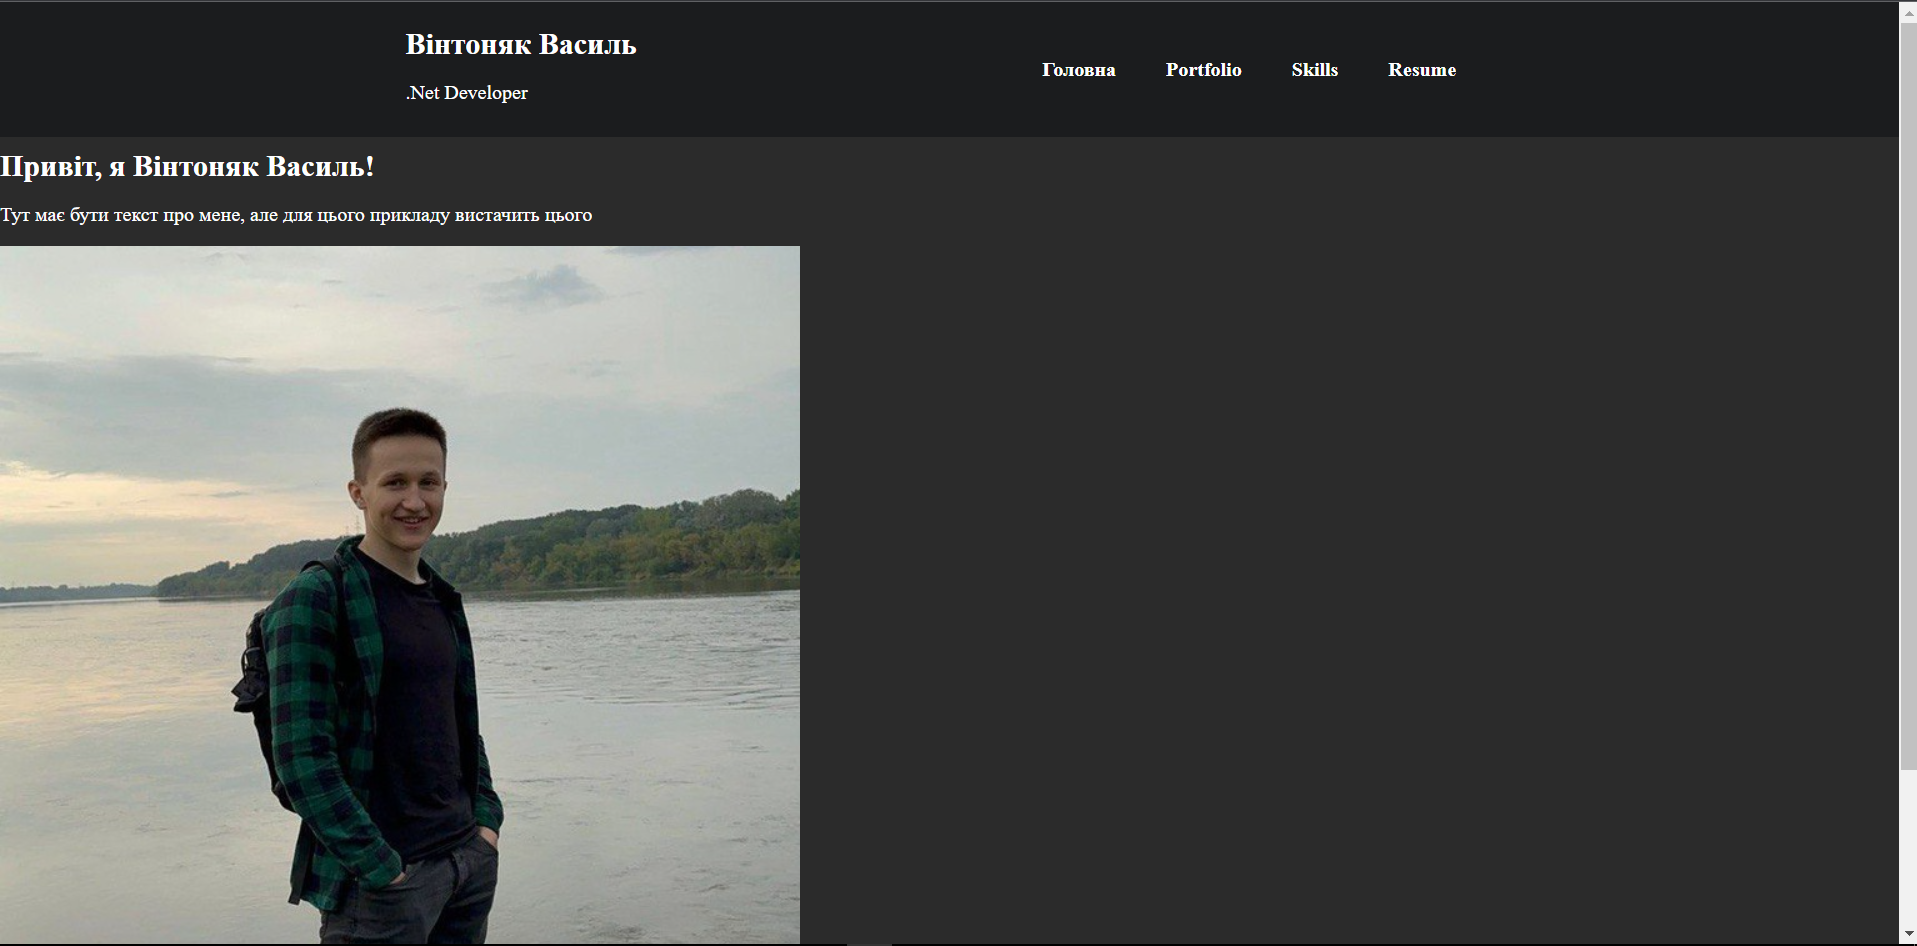 Вінтоняк Василь
.Net Developer
Головна Portfolio Skills Resume
Привіт, я Вінтоняк Василь!
Тут має бути текст про мене, але для цього прикладу вистачить цього